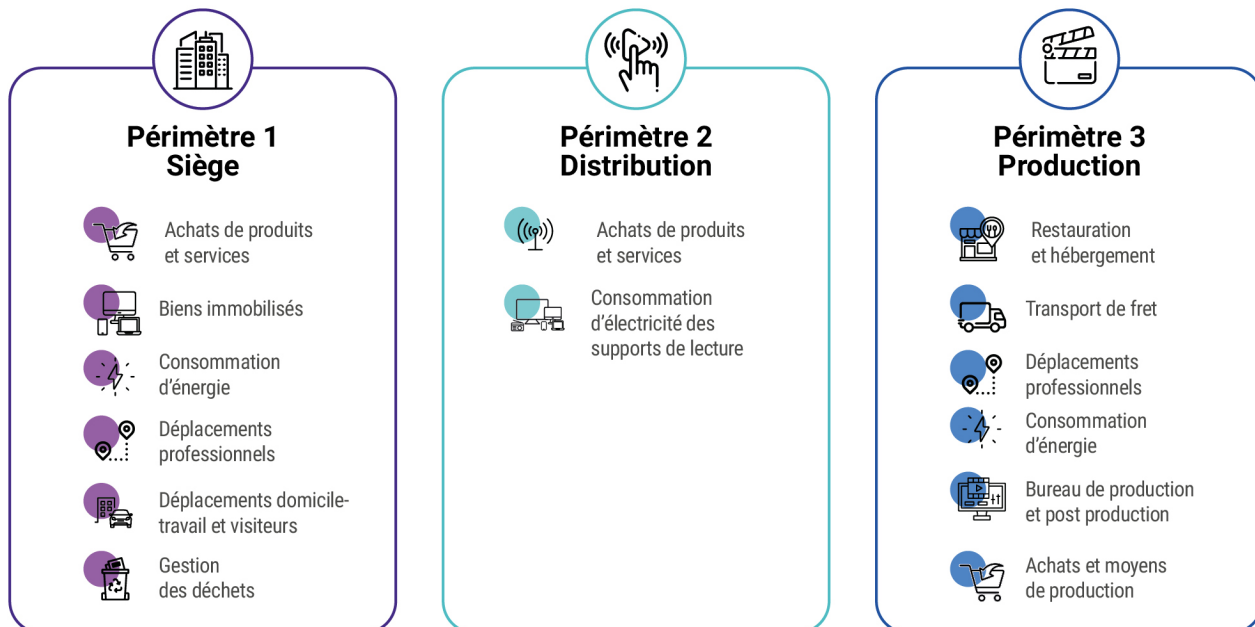 Périmètre 1
Siège
Achats de produits
et services
Biens immobilisés
Consommation
d'énergie
Déplacements
professionnels
Déplacements domicile-
travail et visiteurs
Gestion
des déchets
Périmètre 2
Distribution
Achats de produits
et services
Consommation
d'électricité des
supports de lecture
Périmètre 3
Production
Restauration
et hébergement
Transport de fret
Déplacements
professionnels
Consommation
d'énergie
Bureau de production
et post production
Achats et moyens
de production